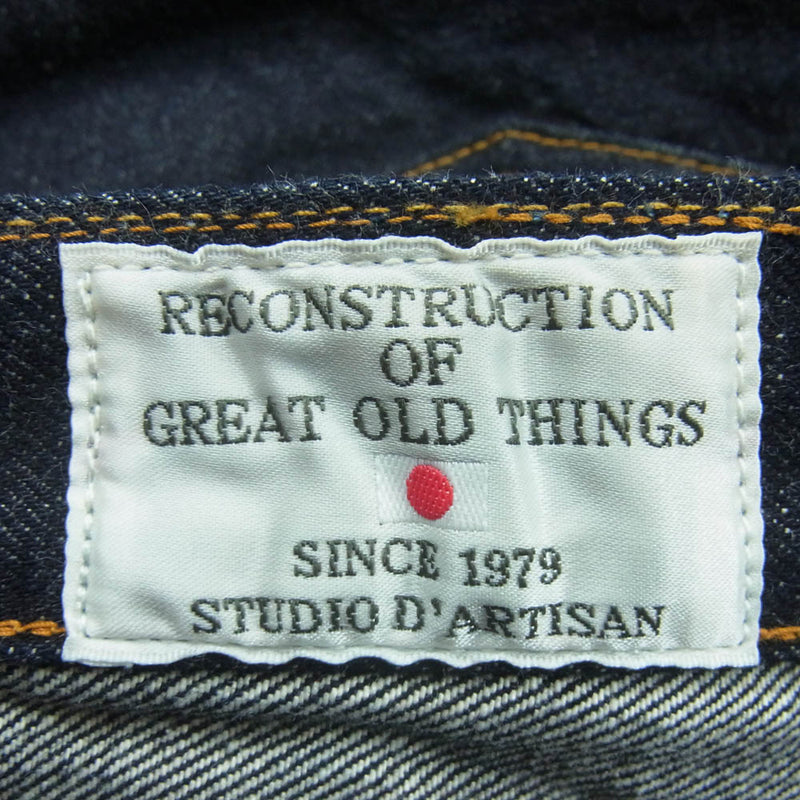 RECONSTRUCTION
OF
GREAT OLD THINGS
SINCE 1979
STUDIO D'ARTISAN